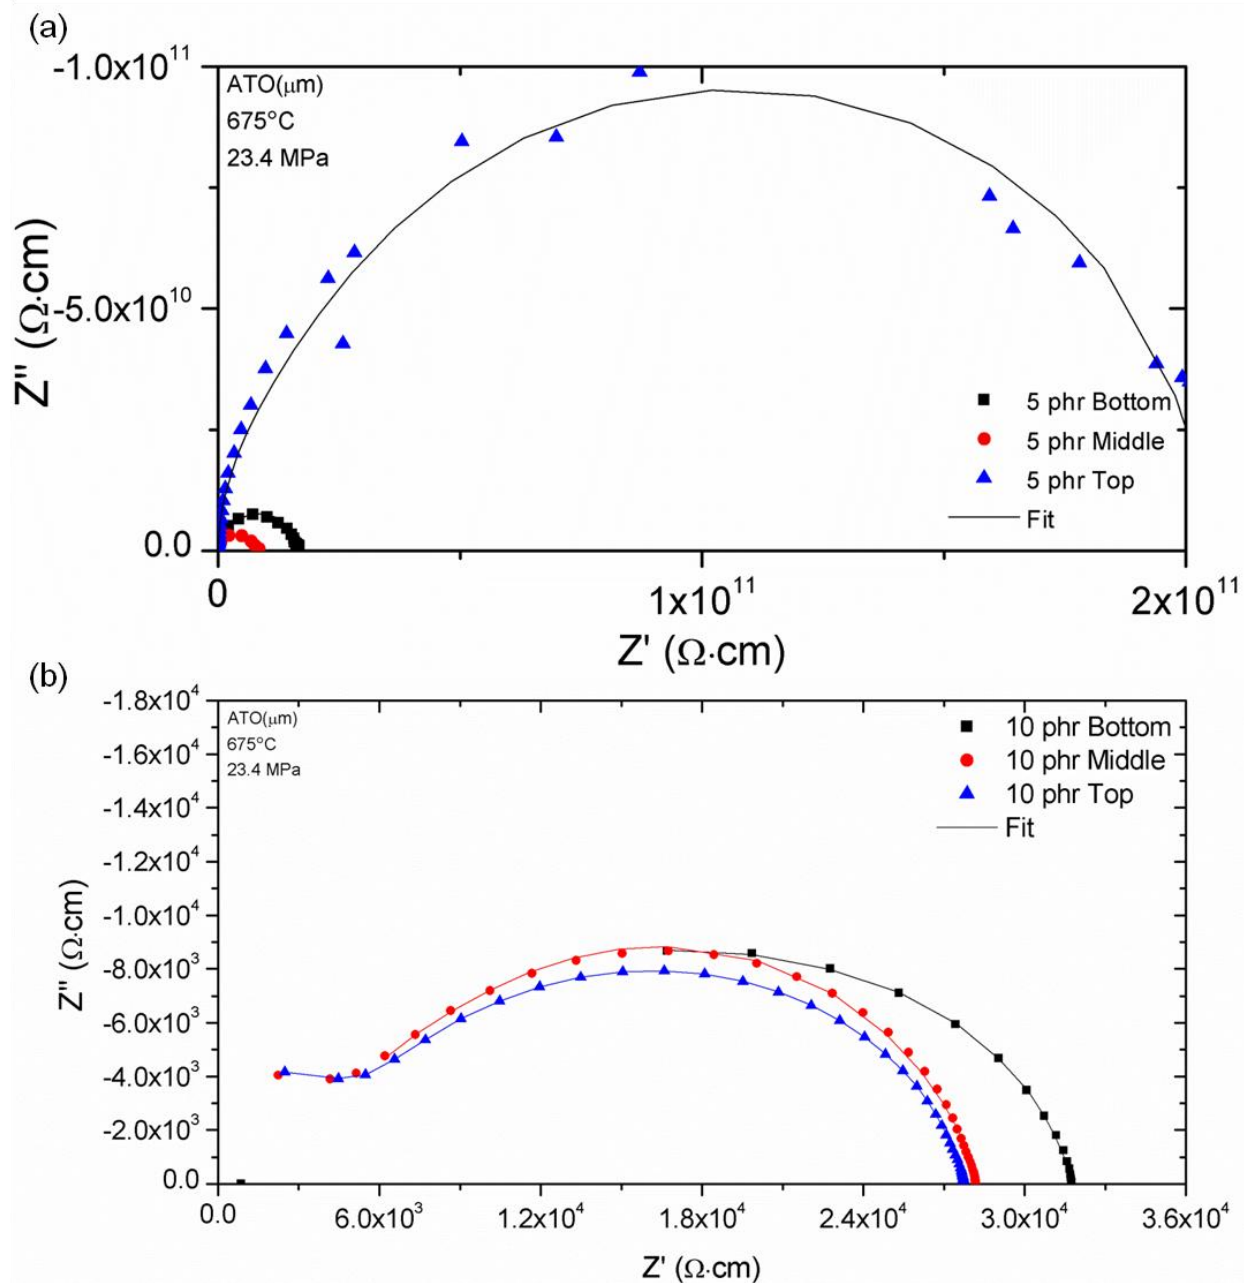 (a)
-1.0x10¹¹
ATO(μm)
675°C
23.4 MPa
Z'' (Ω·cm)
-5.0x10¹⁰
5 phr Bottom
5 phr Middle
5 phr Top
Fit
0.0
0
1x10¹¹
2x10¹¹
Z' (Ω·cm)
(b)
-1.8x10⁴
ATO(μm)
675°C
23.4 MPa
10 phr Bottom
10 phr Middle
10 phr Top
Fit
-1.6x10⁴
-1.4x10⁴
-1.2x10⁴
-1.0x10⁴
-8.0x10³
-6.0x10³
-4.0x10³
-2.0x10³
0.0
Z'' (Ω·cm)
0.0
6.0x10³
1.2x10⁴
1.8x10⁴
2.4x10⁴
3.0x10⁴
3.6x10⁴
Z' (Ω·cm)